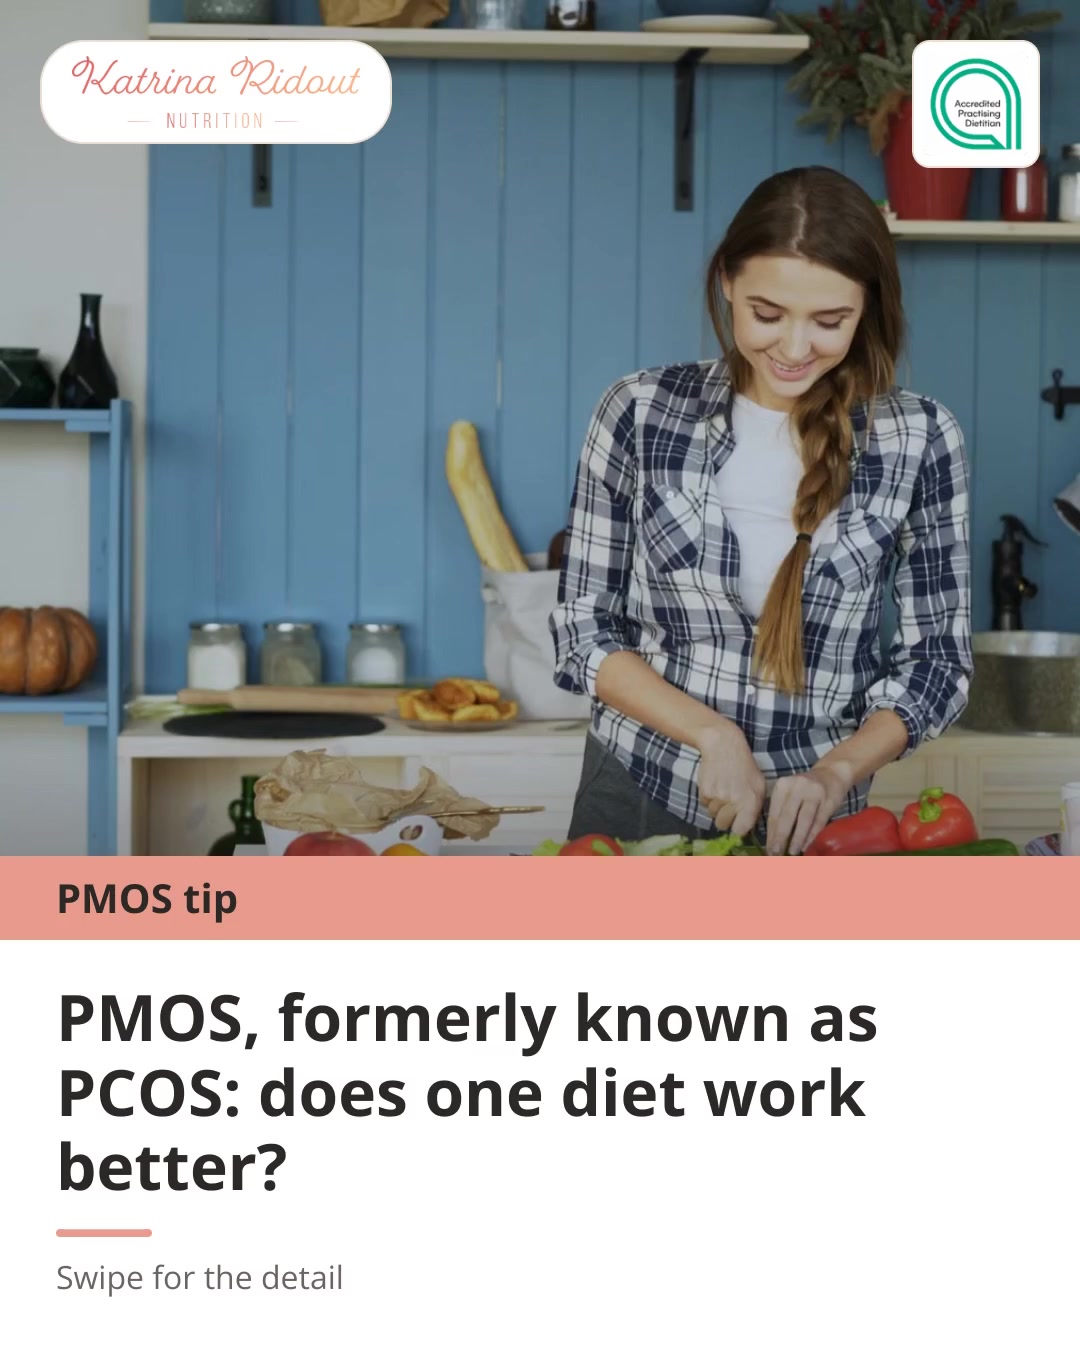 Katrina Ridout
NUTRITION
Accredited
Practising
Dietitian
PMOS tip
PMOS, formerly known as
PCOS: does one diet work
better?
Swipe for the detail